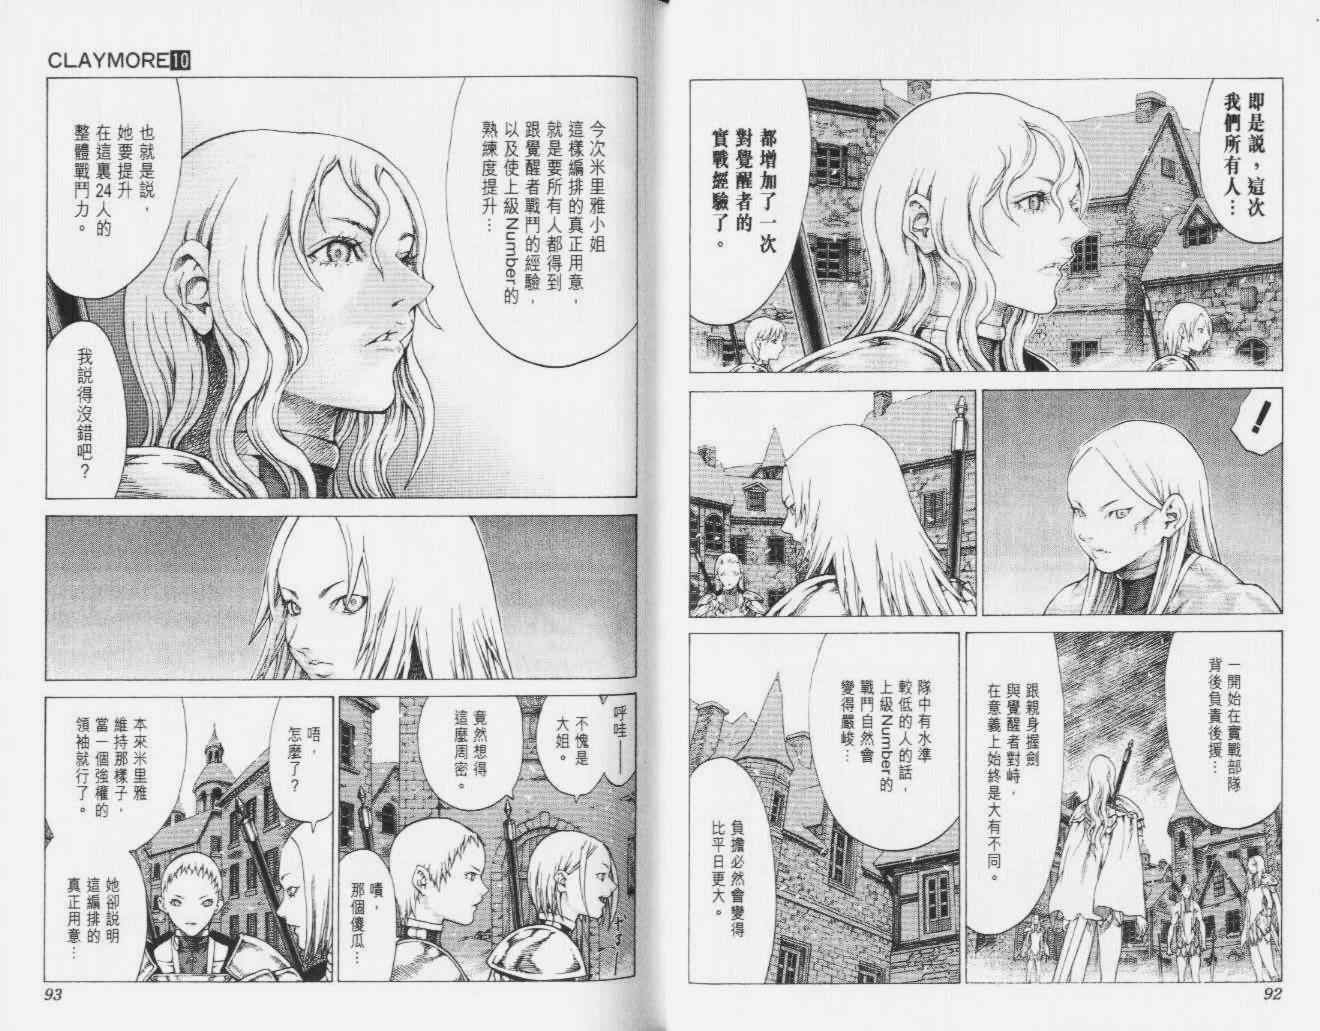 即是說，這次
我們所有人…
都增加了一次
對覺醒者的
實戰經驗了。
！
一開始在實戰部隊
背後負責後援…
跟親身握劍
與覺醒者對峙，
在意義上始終是大有不同。
隊中有水準
較低的人的話，
上級Number的
戰鬥自然會
變得嚴峻…
負擔必然會變得
比平日更大。
92
CLAYMORE10
今次米里雅小姐
這樣編排的真正用意，
就是要所有人都得到
跟覺醒者戰鬥的經驗，
以及使上級Number的
熟練度提升…
也就是說，
她要提升
在這裏24人的
整體戰鬥力。
我說得沒錯吧？
呼哇——
不愧是
大姐。
竟然想得
這麼周密。
嘖，
那個傻瓜…
唔，
怎麼了？
本來米里雅
維持那樣子，
當一個強權的
領袖就行了。
她卻說明
這編排的
真正用意…
93